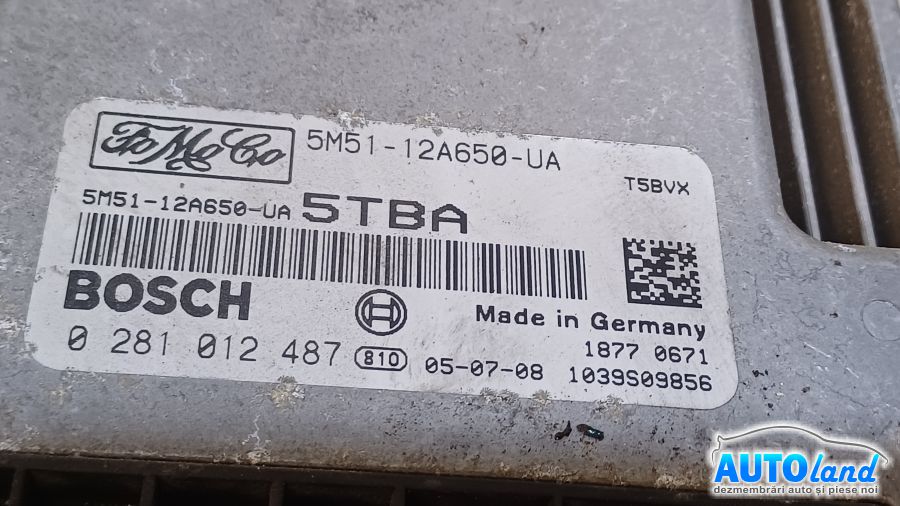 FoMoCo 5M51-12A650-UA
T5BVX
5M51-12A650-UA 5TBA
BOSCH
Made in Germany
0 281 012 487 810 05-07-08
1877 0671
1039S09856
AUTOland
dezmembrări auto și piese noi